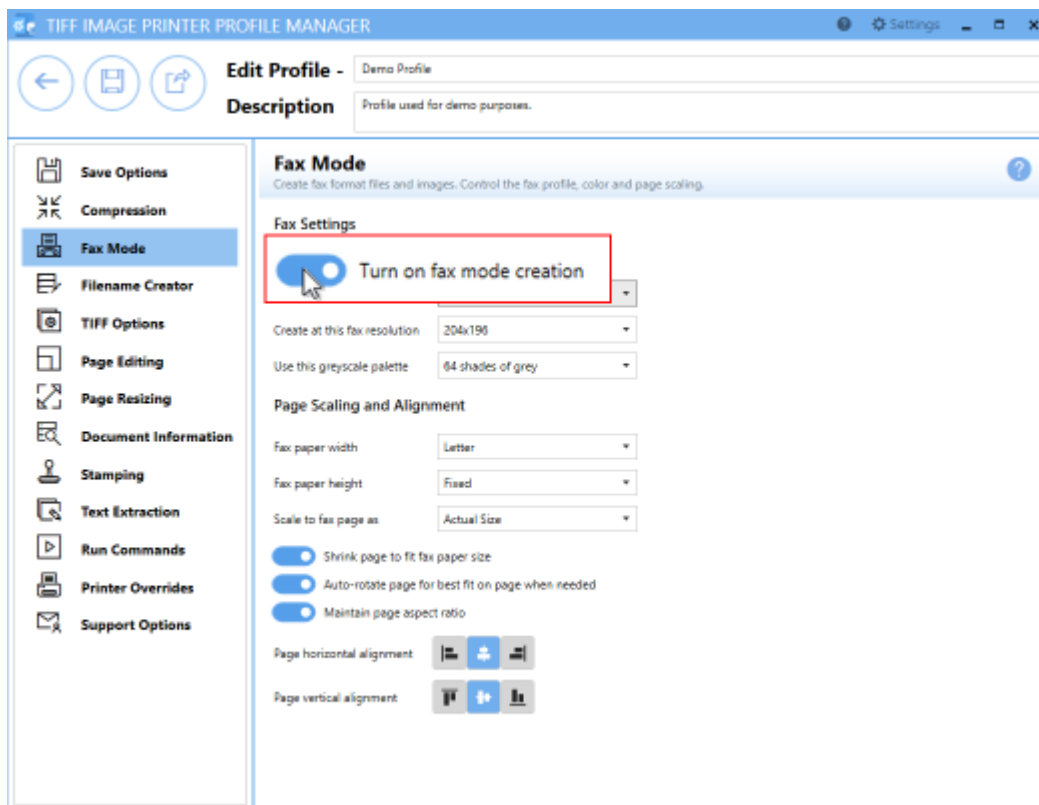 TIFF IMAGE PRINTER PROFILE MANAGER
Settings
Edit Profile - Demo Profile
Description Profile used for demo purposes.
Save Options
Compression
Fax Mode
Filename Creator
TIFF Options
Page Editing
Page Resizing
Document Information
Stamping
Text Extraction
Run Commands
Printer Overrides
Support Options
Fax Mode
Create fax format files and images. Control the fax profile, color and page scaling.
Fax Settings
Turn on fax mode creation
Create at this fax resolution 204x196
Use this greyscale palette 64 shades of grey
Page Scaling and Alignment
Fax paper width Letter
Fax paper height Fixed
Scale to fax page as Actual Size
Shrink page to fit fax paper size
Auto-rotate page for best fit on page when needed
Maintain page aspect ratio
Page horizontal alignment
Page vertical alignment